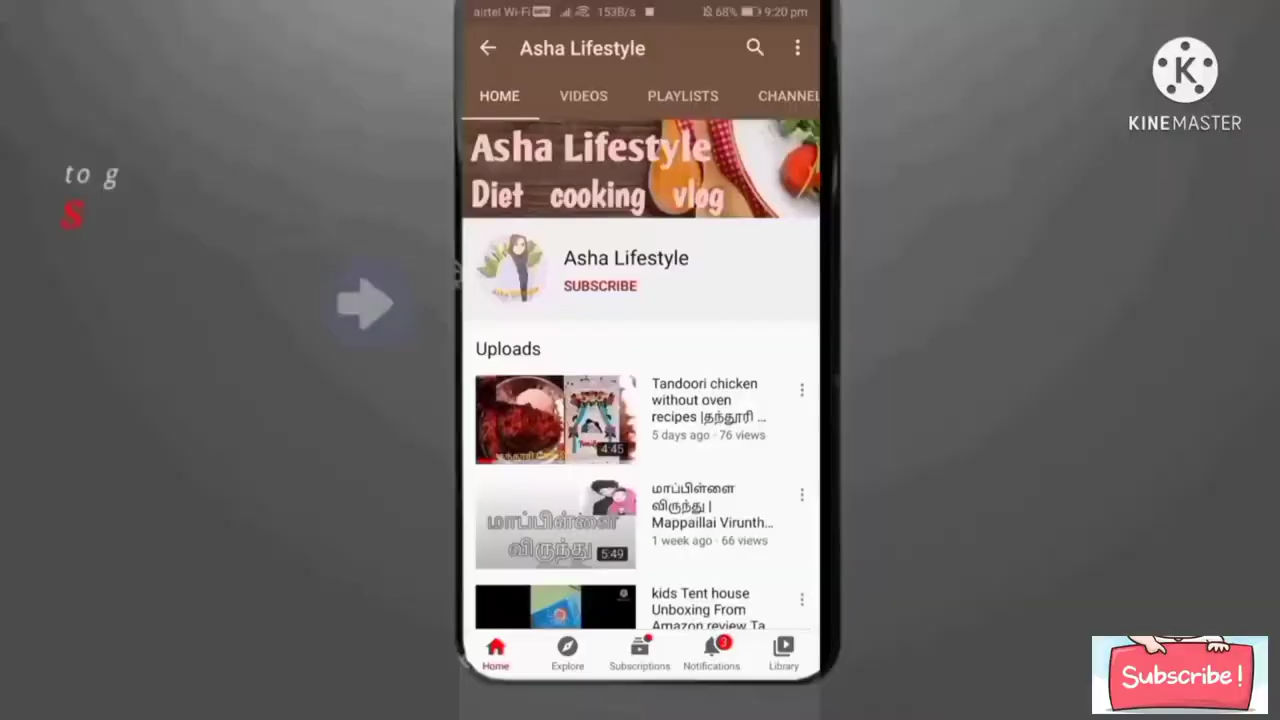 airtel Wi-Fi 153B/s 68% 9:20 pm
Asha Lifestyle
HOME VIDEOS PLAYLISTS CHANNEL
Asha Lifestyle
Diet cooking vlog
Asha Lifestyle
SUBSCRIBE
Uploads
Tandoori chicken
without oven
recipes |தந்தூரி ...
5 days ago · 76 views
4:45
மாப்பிள்ளை
விருந்து |
Mappaillai Virunth...
1 week ago · 66 views
மாப்பிள்ளை
விருந்து
5:49
kids Tent house
Unboxing From
Amazon review Ta
Home Explore Subscriptions Notifications Library
3
to g
S
K
KINEMASTER
Subscribe!